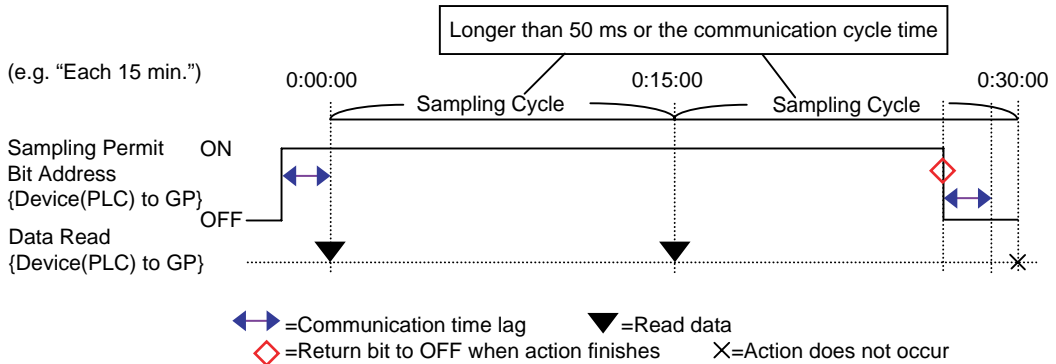 Longer than 50 ms or the communication cycle time
(e.g. “Each 15 min.”)
0:00:00 0:15:00 0:30:00
Sampling Cycle Sampling Cycle
Sampling Permit ON
Bit Address
{Device(PLC) to GP}
OFF
Data Read
{Device(PLC) to GP}
=Communication time lag =Read data
=Return bit to OFF when action finishes =Action does not occur